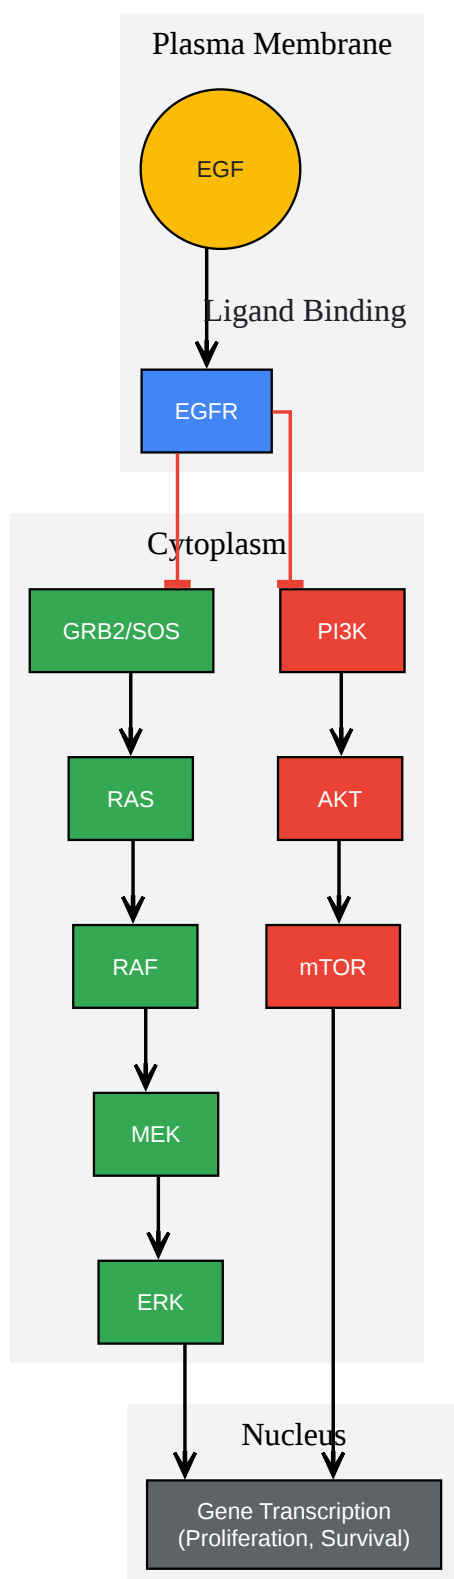 Plasma Membrane
EGF
Ligand Binding
EGFR
Cytoplasm
GRB2/SOS
PI3K
RAS
AKT
RAF
mTOR
MEK
ERK
Nucleus
Gene Transcription
(Proliferation, Survival)